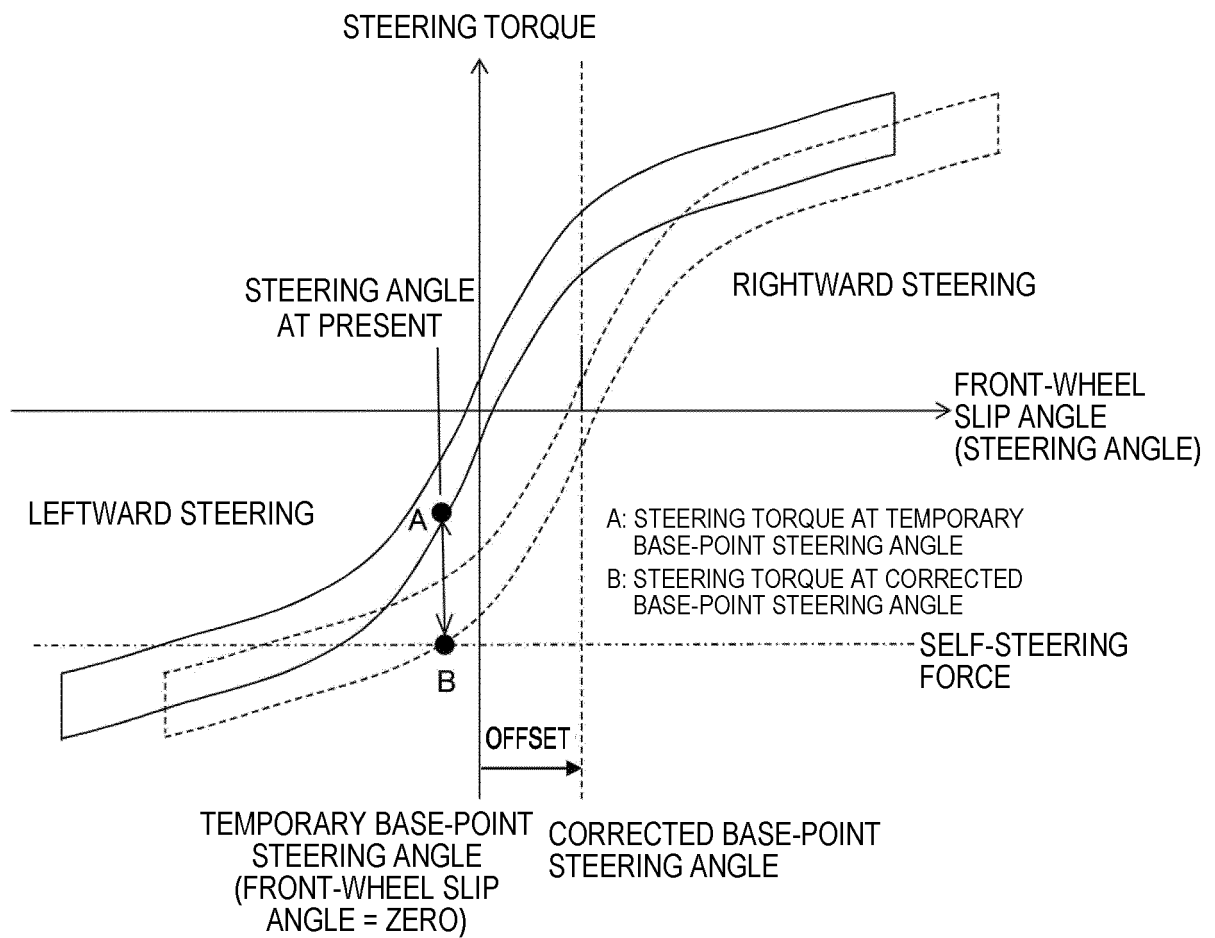 STEERING TORQUE
STEERING ANGLE
AT PRESENT
RIGHTWARD STEERING
FRONT-WHEEL
SLIP ANGLE
(STEERING ANGLE)
LEFTWARD STEERING
A
A: STEERING TORQUE AT TEMPORARY
BASE-POINT STEERING ANGLE
B: STEERING TORQUE AT CORRECTED
BASE-POINT STEERING ANGLE
SELF-STEERING
FORCE
B
OFFSET
TEMPORARY BASE-POINT
STEERING ANGLE
(FRONT-WHEEL SLIP
ANGLE = ZERO)
CORRECTED BASE-POINT
STEERING ANGLE